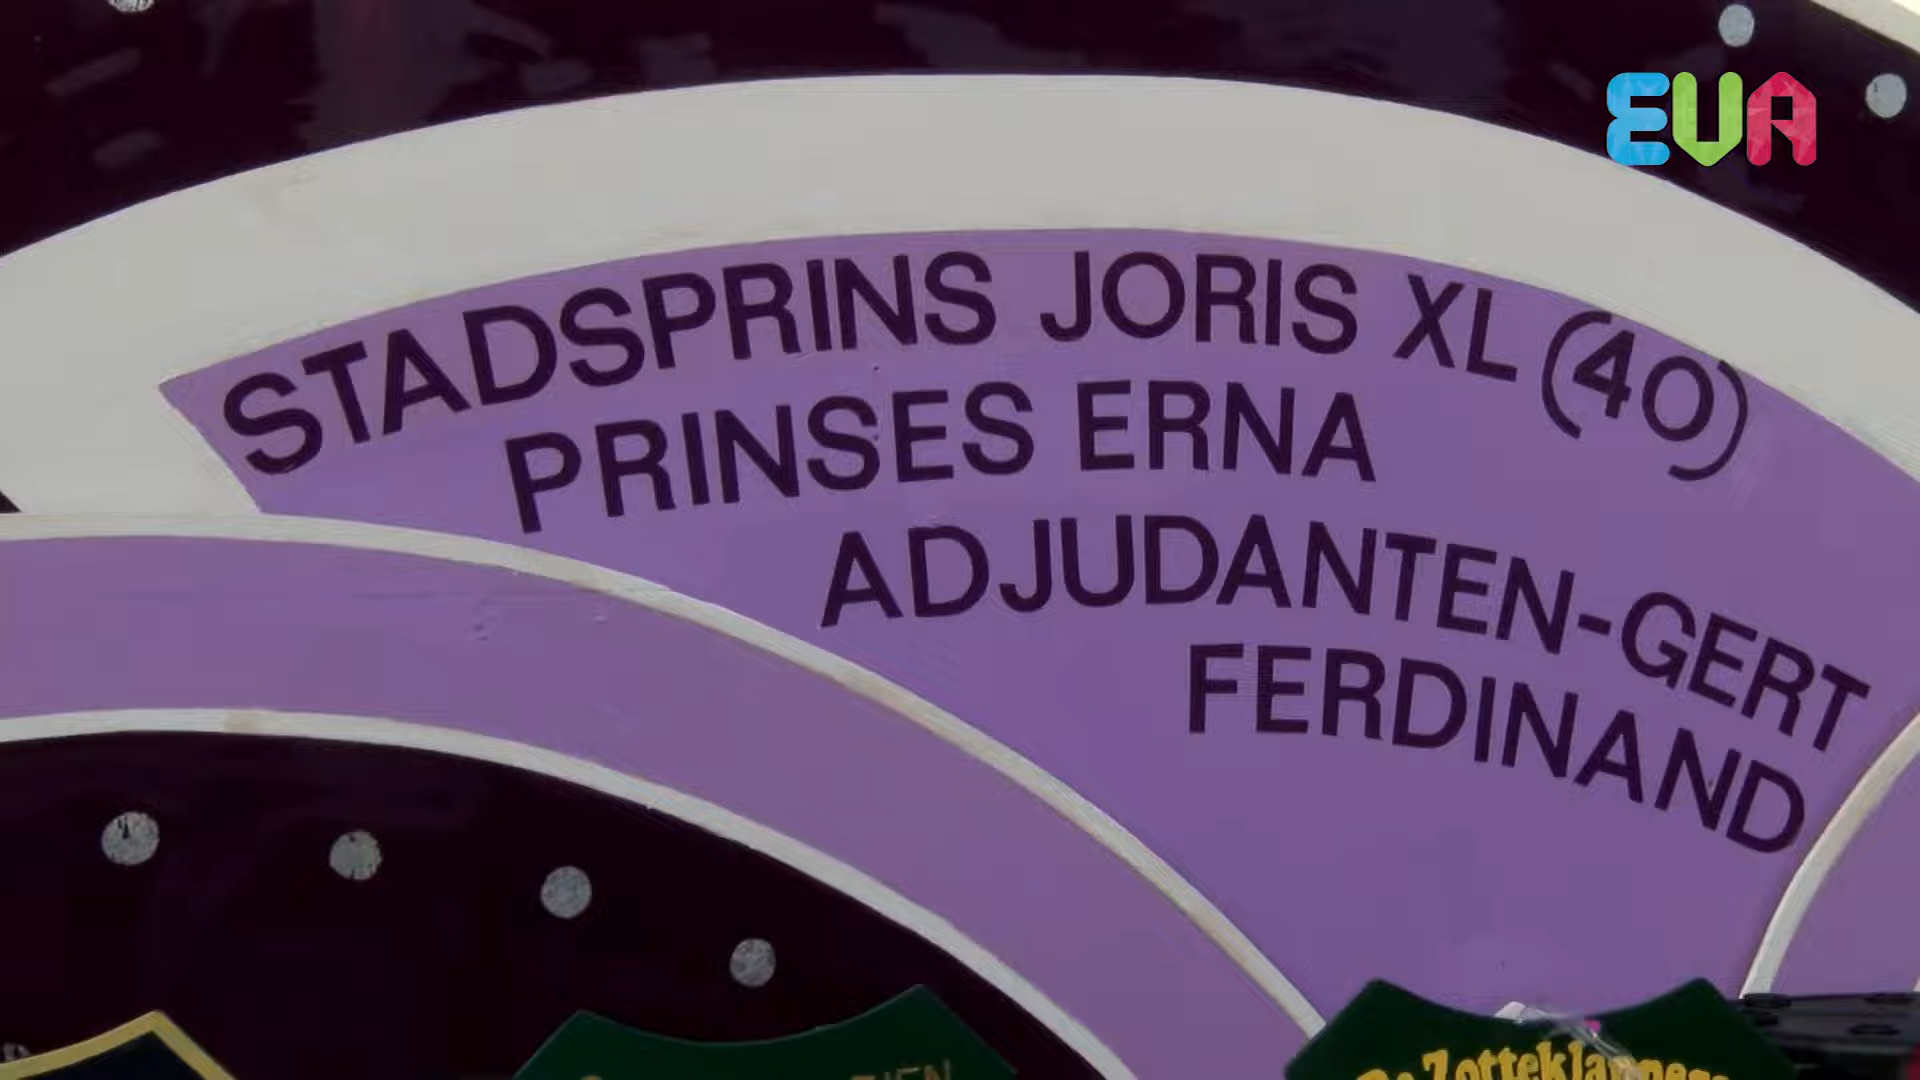 EVA
STADSPRINS JORIS XL (40)
PRINSES ERNA
ADJUDANTEN-GERT
FERDINAND
De Zotteklappers